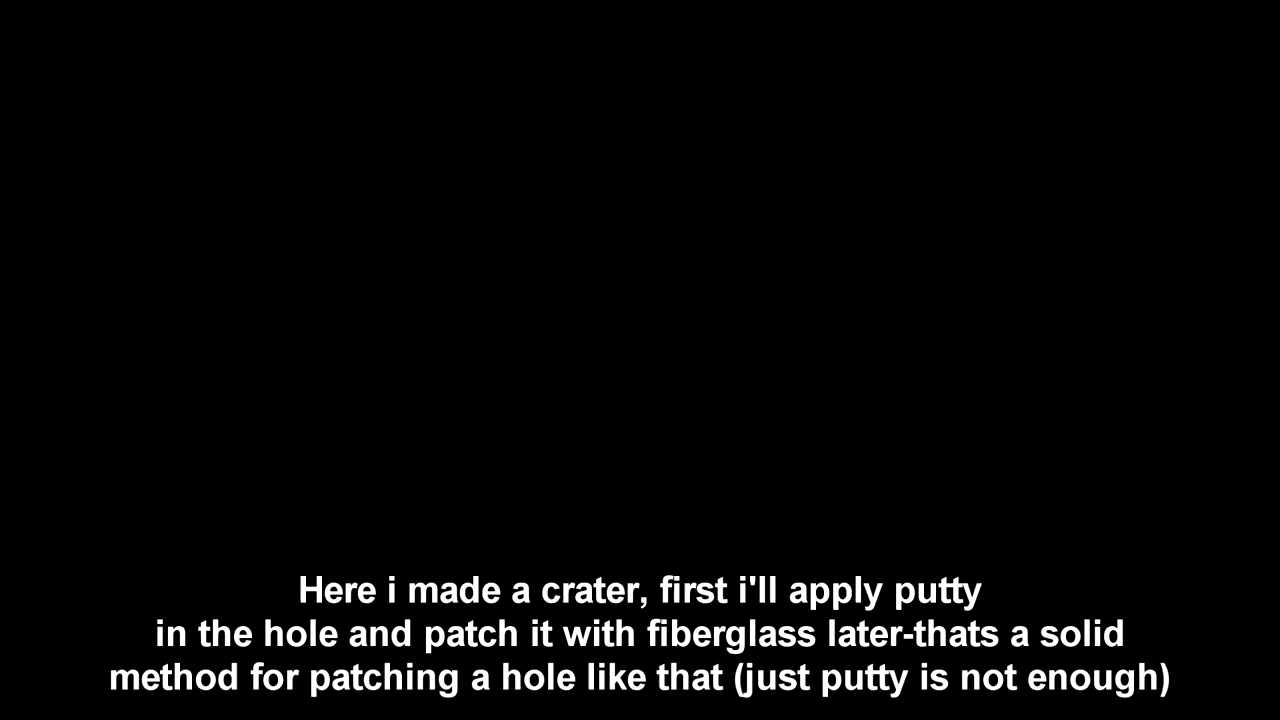 Here i made a crater, first i'll apply putty
in the hole and patch it with fiberglass later-thats a solid
method for patching a hole like that (just putty is not enough)